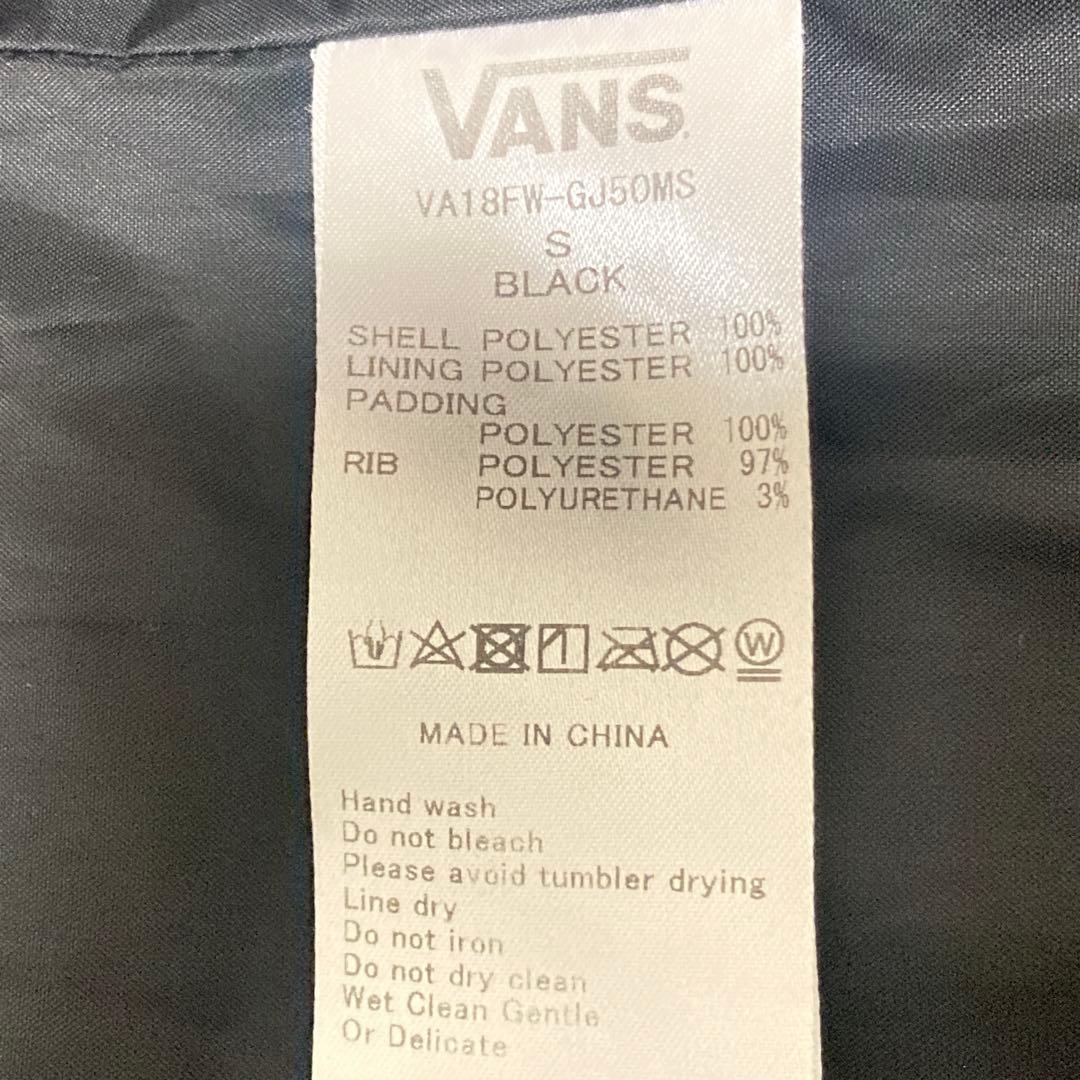 VANS
VA18FW-GJ50MS
S
BLACK
SHELL POLYESTER 100%
LINING POLYESTER 100%
PADDING
POLYESTER 100%
RIB POLYESTER 97%
POLYURETHANE 3%
W
MADE IN CHINA
Hand wash
Do not bleach
Please avoid tumbler drying
Line dry
Do not iron
Do not dry clean
Wet Clean Gentle
Or Delicate